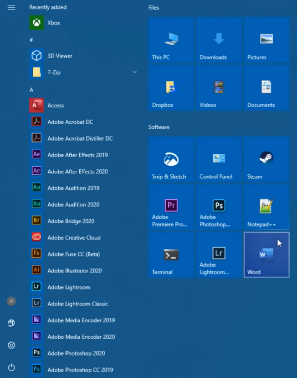 Recently added
Xbox
#
3D Viewer
7-Zip
A
Access
Adobe Acrobat DC
Adobe Acrobat Distiller DC
Adobe After Effects 2019
Adobe After Effects 2020
Adobe Audition 2019
Adobe Audition 2020
Adobe Bridge 2020
Adobe Creative Cloud
Adobe Fuse CC (Beta)
Adobe Illustrator 2020
Adobe Lightroom
Adobe Lightroom Classic
Adobe Media Encoder 2019
Adobe Media Encoder 2020
Adobe Photoshop 2020
Adobe Photoshop CC 2019
Files
This PC
Downloads
Pictures
Dropbox
Videos
Documents
Software
Snip & Sketch
Control Panel
Steam
Adobe
Premiere Pro...
Adobe
Photoshop...
Notepad++
Terminal
Adobe
Lightroom...
Word